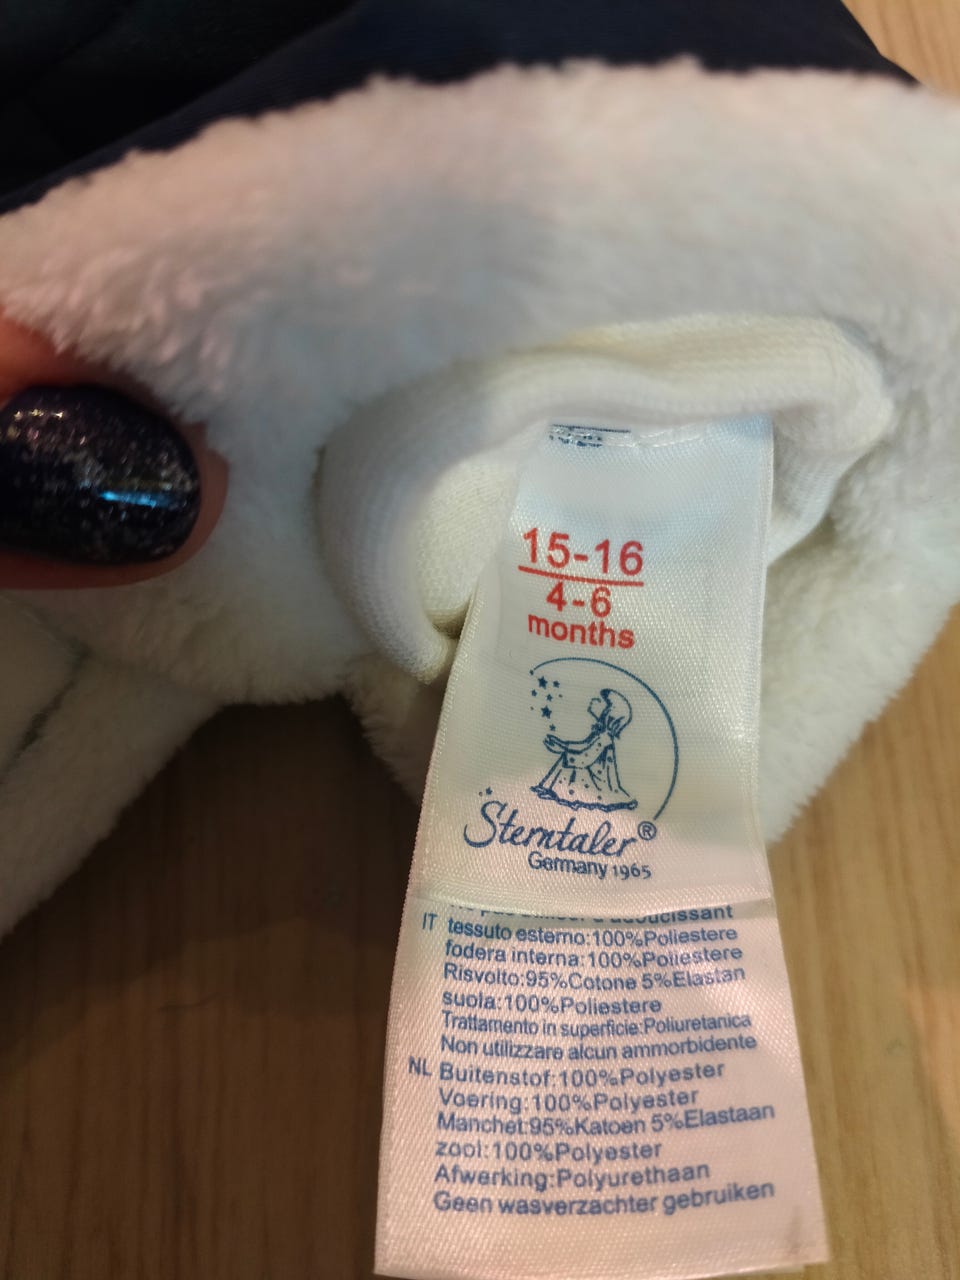 15-16
4-6
months
Sterntaler®
Germany 1965
adoucissant
IT tessuto esterno:100%Poliestere
fodera interna:100%Poliestere
Risvolto:95%Cotone 5%Elastan
suola:100%Poliestere
Trattamento in superficie:Poliuretanica
Non utilizzare alcun ammorbidente
NL Buitenstof:100%Polyester
Voering:100%Polyester
Manchet:95%Katoen 5%Elastaan
zool:100%Polyester
Afwerking:Polyurethaan
Geen wasverzachter gebruiken